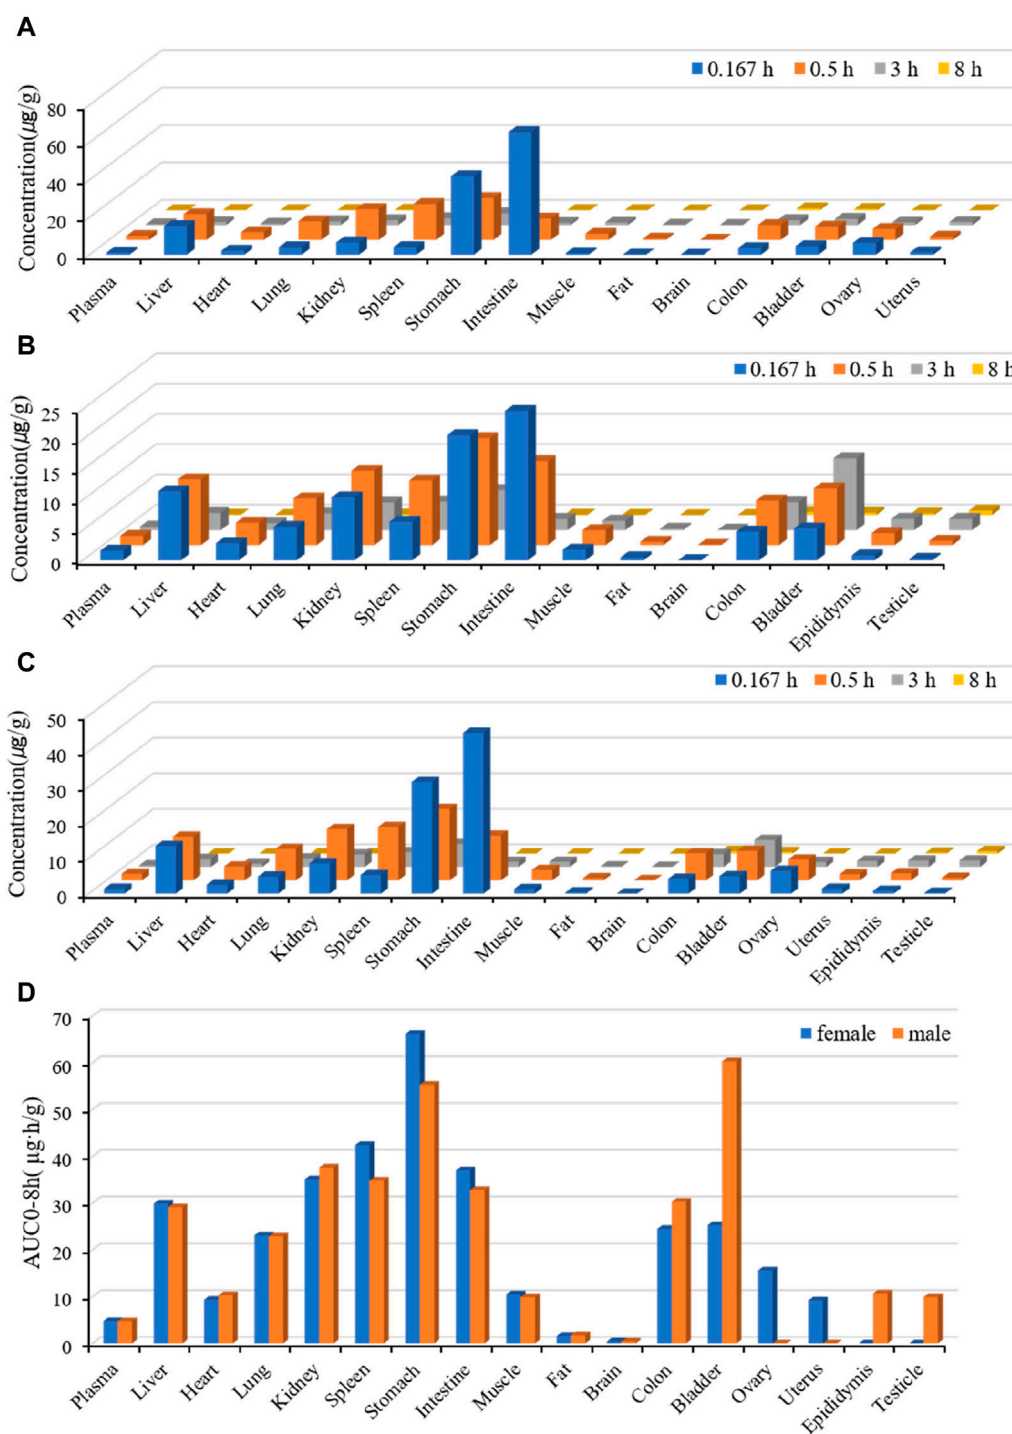 A
0.167 h 0.5 h 3 h 8 h
Concentration(μg/g)
80
60
40
20
0
Plasma Liver Heart Lung Kidney Spleen Stomach Intestine Muscle Fat Brain Colon Bladder Ovary Uterus
B
0.167 h 0.5 h 3 h 8 h
Concentration(μg/g)
25
20
15
10
5
0
Plasma Liver Heart Lung Kidney Spleen Stomach Intestine Muscle Fat Brain Colon Bladder Epididymis Testicle
C
0.167 h 0.5 h 3 h 8 h
Concentration(μg/g)
50
40
30
20
10
0
Plasma Liver Heart Lung Kidney Spleen Stomach Intestine Muscle Fat Brain Colon Bladder Ovary Uterus Epididymis Testicle
D
female male
AUC0-8h( μg·h/g)
70
60
50
40
30
20
10
0
Plasma Liver Heart Lung Kidney Spleen Stomach Intestine Muscle Fat Brain Colon Bladder Ovary Uterus Epididymis Testicle